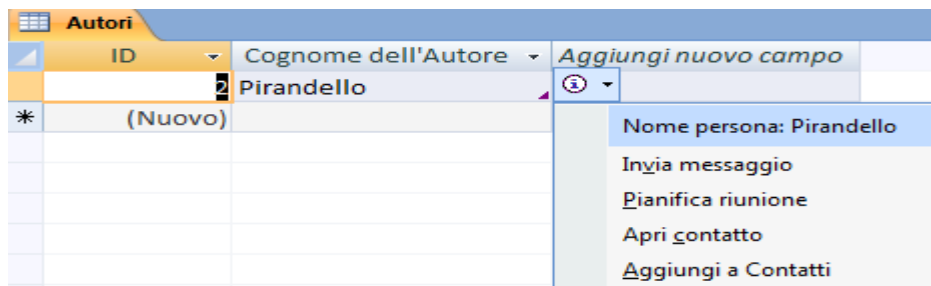 Autori
ID Cognome dell'Autore Aggiungi nuovo campo
2 Pirandello
* (Nuovo)
Nome persona: Pirandello
Invia messaggio
Pianifica riunione
Apri contatto
Aggiungi a Contatti